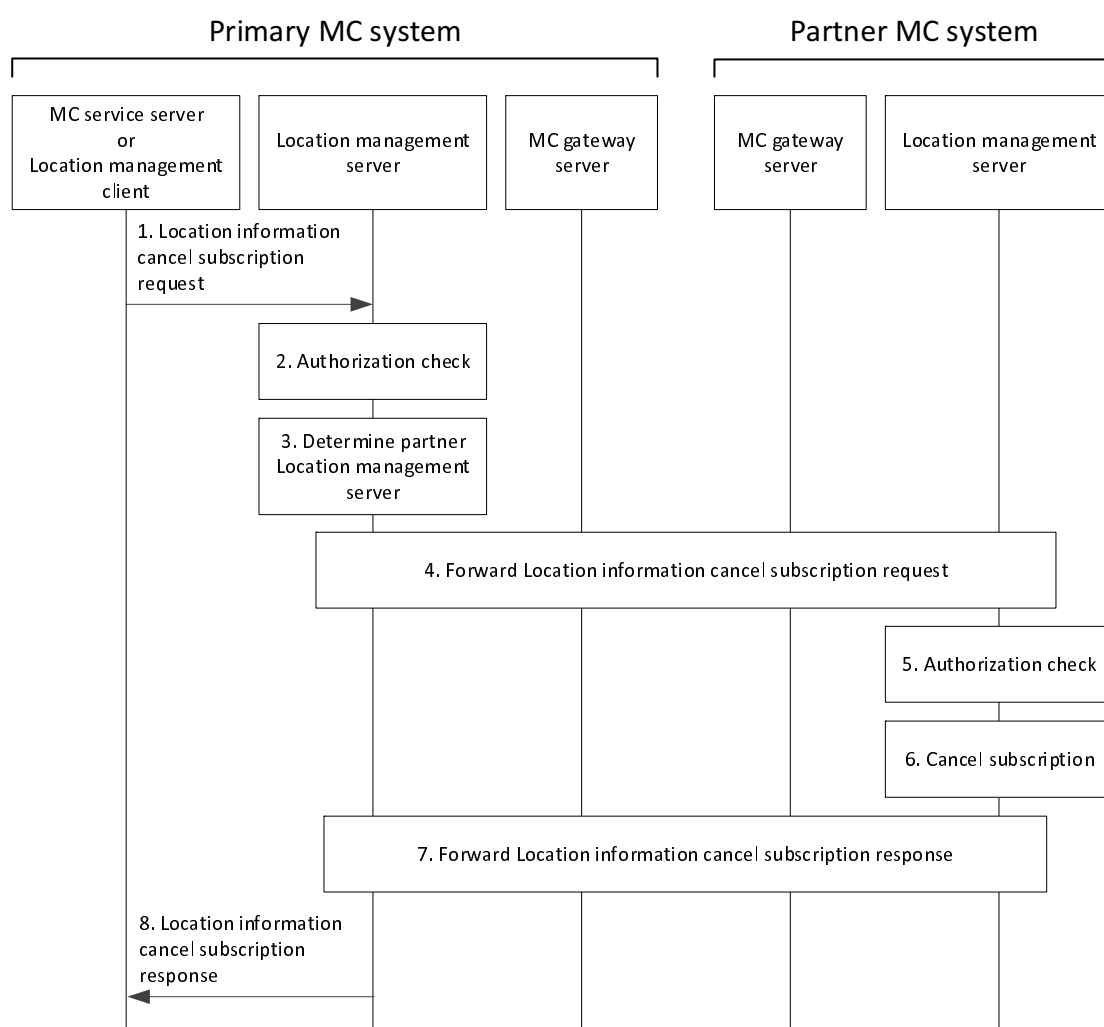 Primary MC system
Partner MC system
MC service server
or
Location management
client
Location management
server
MC gateway
server
MC gateway
server
Location management
server
1. Location information
cancel subscription
request
2. Authorization check
3. Determine partner
Location management
server
4. Forward Location information cancel subscription request
5. Authorization check
6. Cancel subscription
7. Forward Location information cancel subscription response
8. Location information
cancel subscription
response